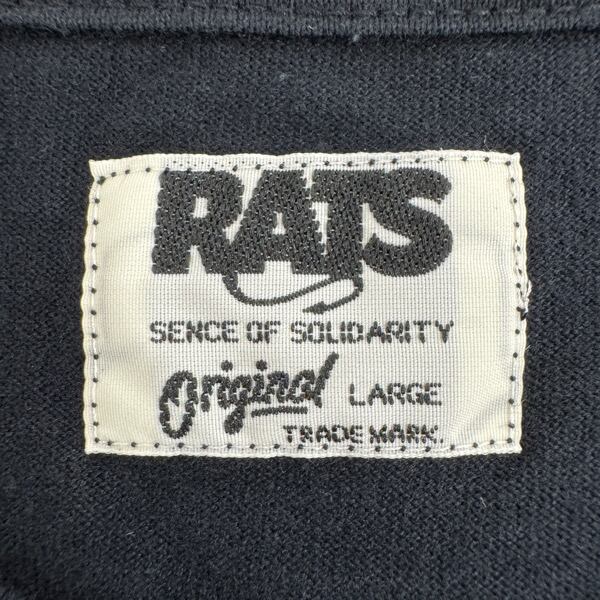 RATS
SENCE OF SOLIDARITY
Original LARGE
TRADE MARK.